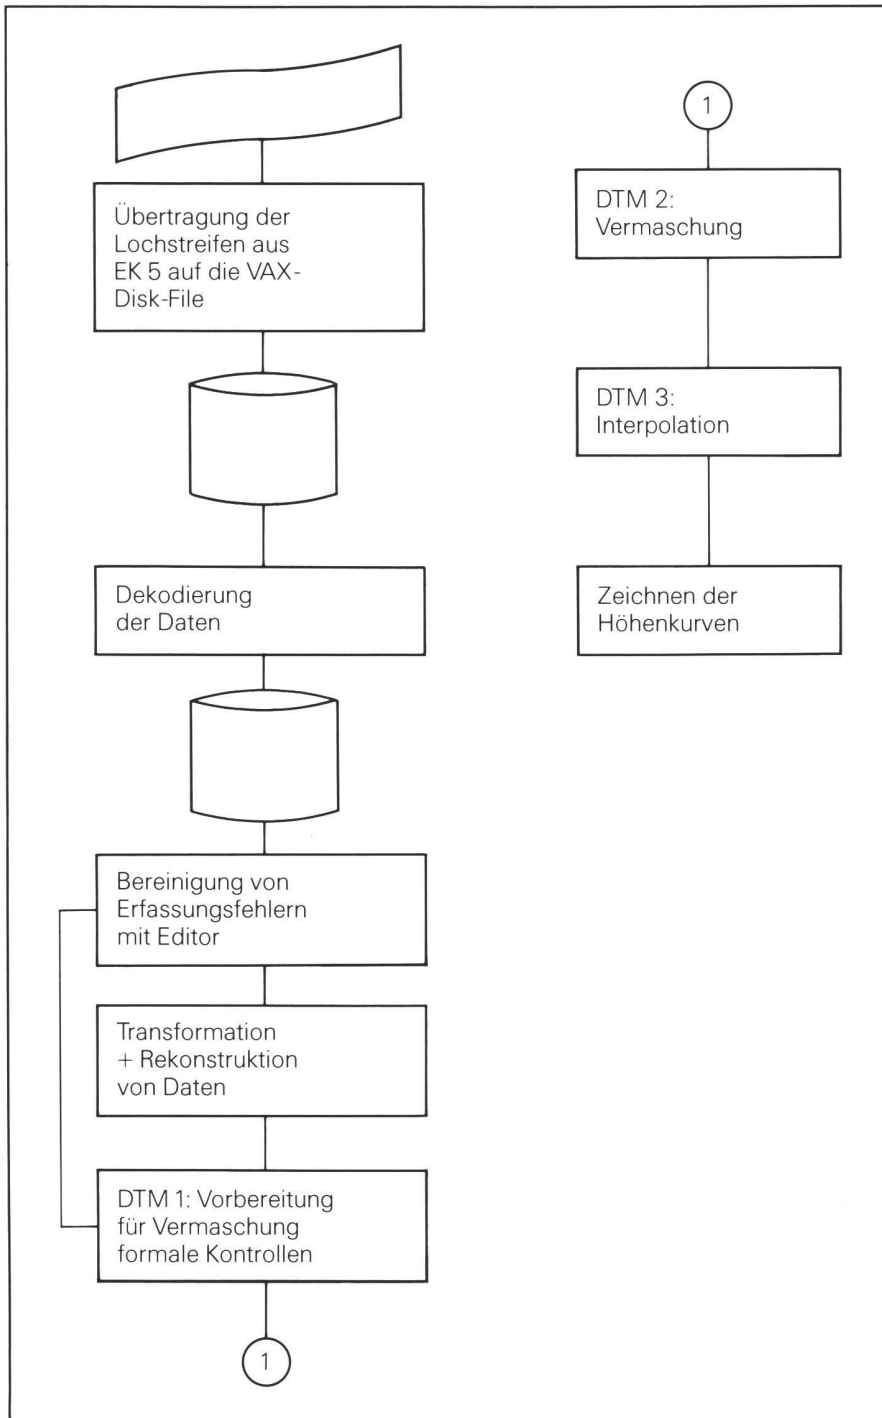 Übertragung der
Lochstreifen aus
EK 5 auf die VAX-
Disk-File
Dekodierung
der Daten
Bereinigung von
Erfassungsfehlern
mit Editor
Transformation
+ Rekonstruktion
von Daten
DTM 1: Vorbereitung
für Vermaschung
formale Kontrollen
1
1
DTM 2:
Vermaschung
DTM 3:
Interpolation
Zeichnen der
Höhenkurven